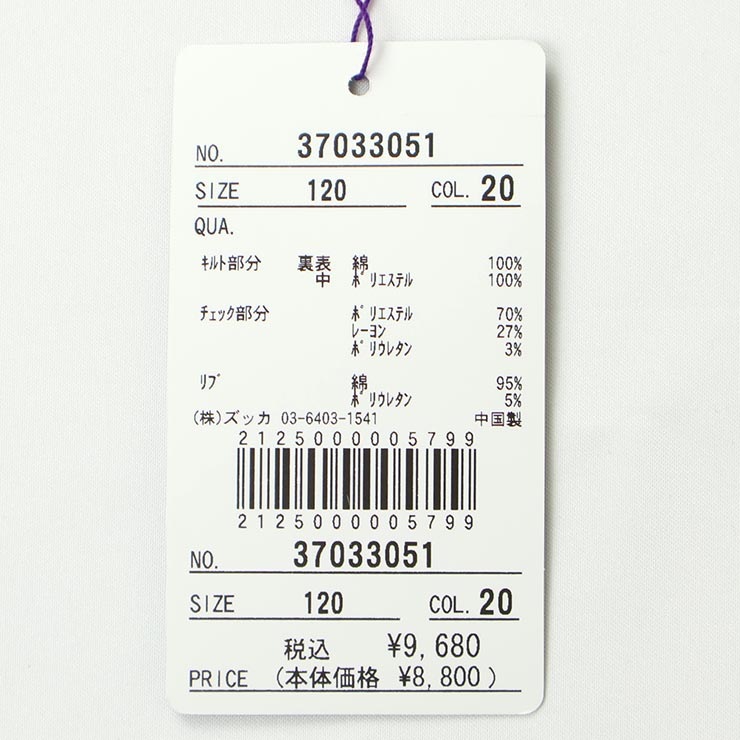 NO. 37033051
SIZE 120 COL. 20
QUA.
ｷﾙﾄ部分 裏表 綿 100%
中 ﾎﾟﾘｴｽﾃﾙ 100%
ﾁｪｯｸ部分 ﾎﾟﾘｴｽﾃﾙ 70%
ﾚｰﾖﾝ 27%
ﾎﾟﾘｳﾚﾀﾝ 3%
ﾘﾌﾞ 綿 95%
ﾎﾟﾘｳﾚﾀﾝ 5%
(株)ズッカ 03-6403-1541 中国製
2125000005799
2125000005799
NO. 37033051
SIZE 120 COL. 20
税込 ¥9,680
PRICE (本体価格 ¥8,800)